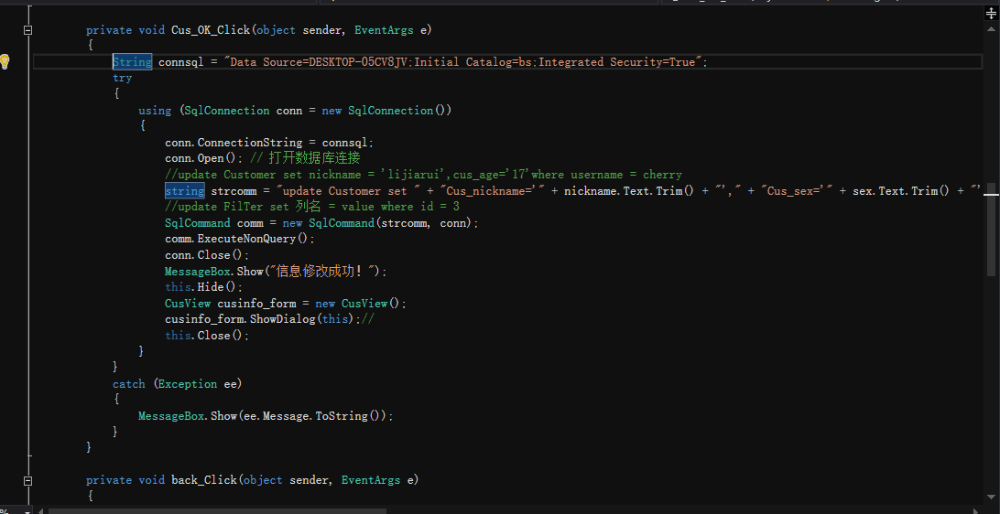 private void Cus_OK_Click(object sender, EventArgs e)
{
String connsql = "Data Source=DESKTOP-O5CV8JV;Initial Catalog=bs;Integrated Security=True";
try
{
using (SqlConnection conn = new SqlConnection())
{
conn.ConnectionString = connsql;
conn.Open(); // 打开数据库连接
//update Customer set nickname = 'lijiarui',cus_age='17'where username = cherry
string strcomm = "update Customer set " + "Cus_nickname='" + nickname.Text.Trim() + "'," + "Cus_sex='" + sex.Text.Trim() + "'
//update FilTer set 列名 = value where id = 3
SqlCommand comm = new SqlCommand(strcomm, conn);
comm.ExecuteNonQuery();
conn.Close();
MessageBox.Show("信息修改成功！");
this.Hide();
CusView cusinfo_form = new CusView();
cusinfo_form.ShowDialog(this);//
this.Close();
}
}
catch (Exception ee)
{
MessageBox.Show(ee.Message.ToString());
}
}
private void back_Click(object sender, EventArgs e)
{